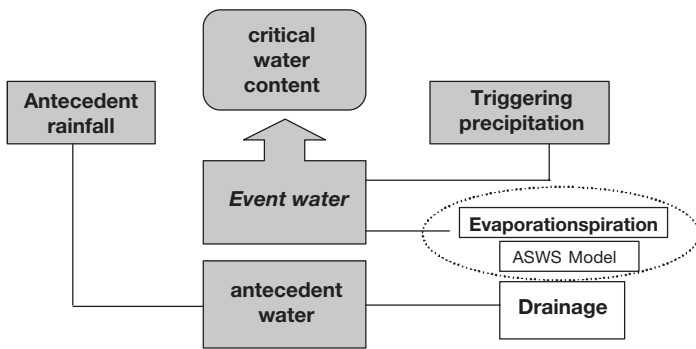 critical
water
content
Antecedent
rainfall
Triggering
precipitation
Event water
Evaporationspiration
ASWS Model
antecedent
water
Drainage